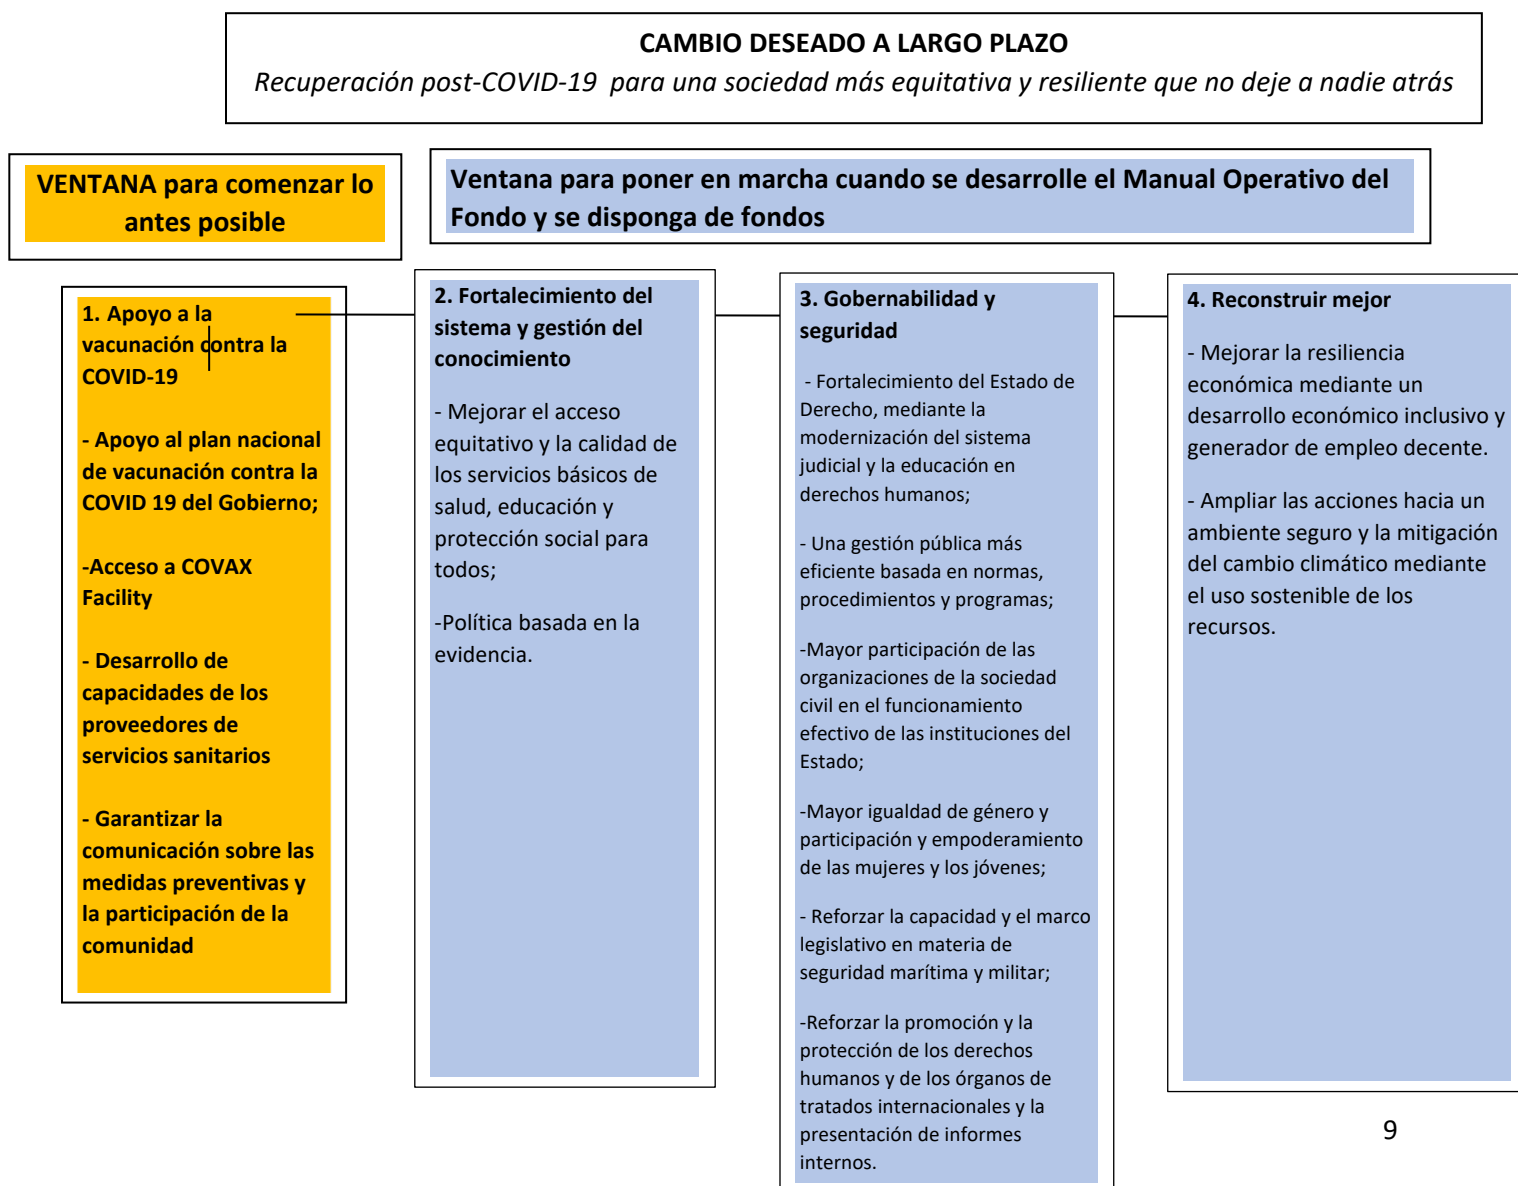 CAMBIO DESEADO A LARGO PLAZO
Recuperación post-COVID-19 para una sociedad más equitativa y resiliente que no deje a nadie atrás
VENTANA para comenzar lo
antes posible
Ventana para poner en marcha cuando se desarrolle el Manual Operativo del
Fondo y se disponga de fondos
1. Apoyo a la
vacunación contra la
COVID-19
- Apoyo al plan nacional
de vacunación contra la
COVID 19 del Gobierno;
-Acceso a COVAX
Facility
- Desarrollo de
capacidades de los
proveedores de
servicios sanitarios
- Garantizar la
comunicación sobre las
medidas preventivas y
la participación de la
comunidad
2. Fortalecimiento del
sistema y gestión del
conocimiento
- Mejorar el acceso
equitativo y la calidad de
los servicios básicos de
salud, educación y
protección social para
todos;
-Política basada en la
evidencia.
3. Gobernabilidad y
seguridad
- Fortalecimiento del Estado de
Derecho, mediante la
modernización del sistema
judicial y la educación en
derechos humanos;
- Una gestión pública más
eficiente basada en normas,
procedimientos y programas;
-Mayor participación de las
organizaciones de la sociedad
civil en el funcionamiento
efectivo de las instituciones del
Estado;
-Mayor igualdad de género y
participación y empoderamiento
de las mujeres y los jóvenes;
- Reforzar la capacidad y el marco
legislativo en materia de
seguridad marítima y militar;
-Reforzar la promoción y la
protección de los derechos
humanos y de los órganos de
tratados internacionales y la
presentación de informes
internos.
4. Reconstruir mejor
- Mejorar la resiliencia
económica mediante un
desarrollo económico inclusivo y
generador de empleo decente.
- Ampliar las acciones hacia un
ambiente seguro y la mitigación
del cambio climático mediante
el uso sostenible de los
recursos.
9